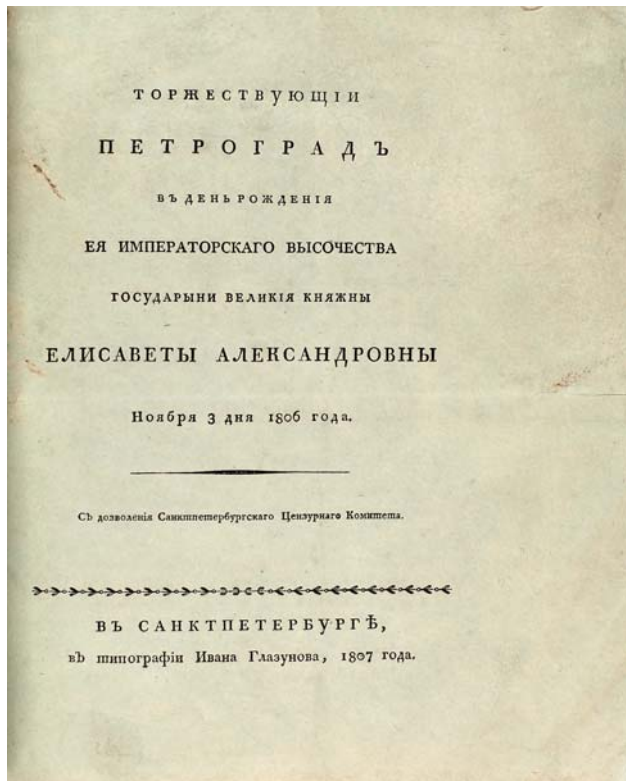 ТОРЖЕСТВУЮЩІИ
ПЕТРОГРАДЪ
ВЪ ДЕНЬ РОЖДЕНІЯ
ЕЯ ИМПЕРАТОРСКАГО ВЫСОЧЕСТВА
ГОСУДАРЫНИ ВЕЛИКІЯ КНЯЖНЫ
ЕЛИСАВЕТЫ АЛЕКСАНДРОВНЫ
Ноября 3 дня 1806 года.
Съ дозволенія Санктпетербургскаго Цензурнаго Комитета.
ВЪ САНКТПЕТЕРБУРГѢ,
въ типографіи Ивана Глазунова, 1807 года.